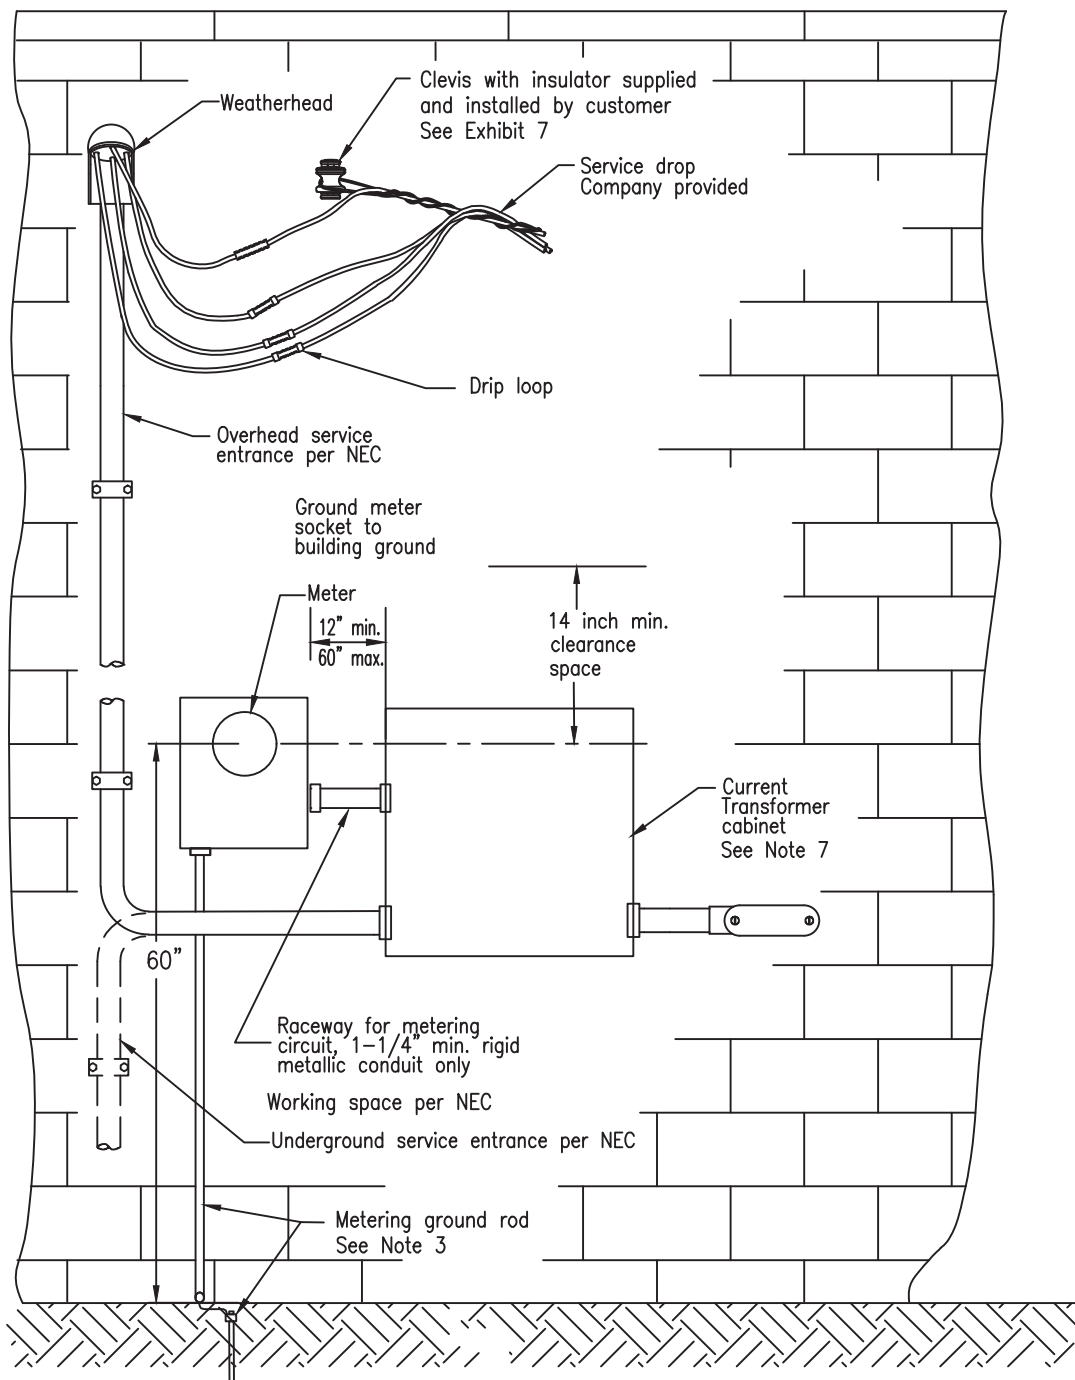 Clevis with insulator supplied
and installed by customer
See Exhibit 7
Weatherhead
Service drop
Company provided
Drip loop
Overhead service
entrance per NEC
Ground meter
socket to
building ground
Meter
12" min.
60" max.
14 inch min.
clearance
space
Current
Transformer
cabinet
See Note 7
60"
Raceway for metering
circuit, 1-1/4" min. rigid
metallic conduit only
Working space per NEC
Underground service entrance per NEC
Metering ground rod
See Note 3